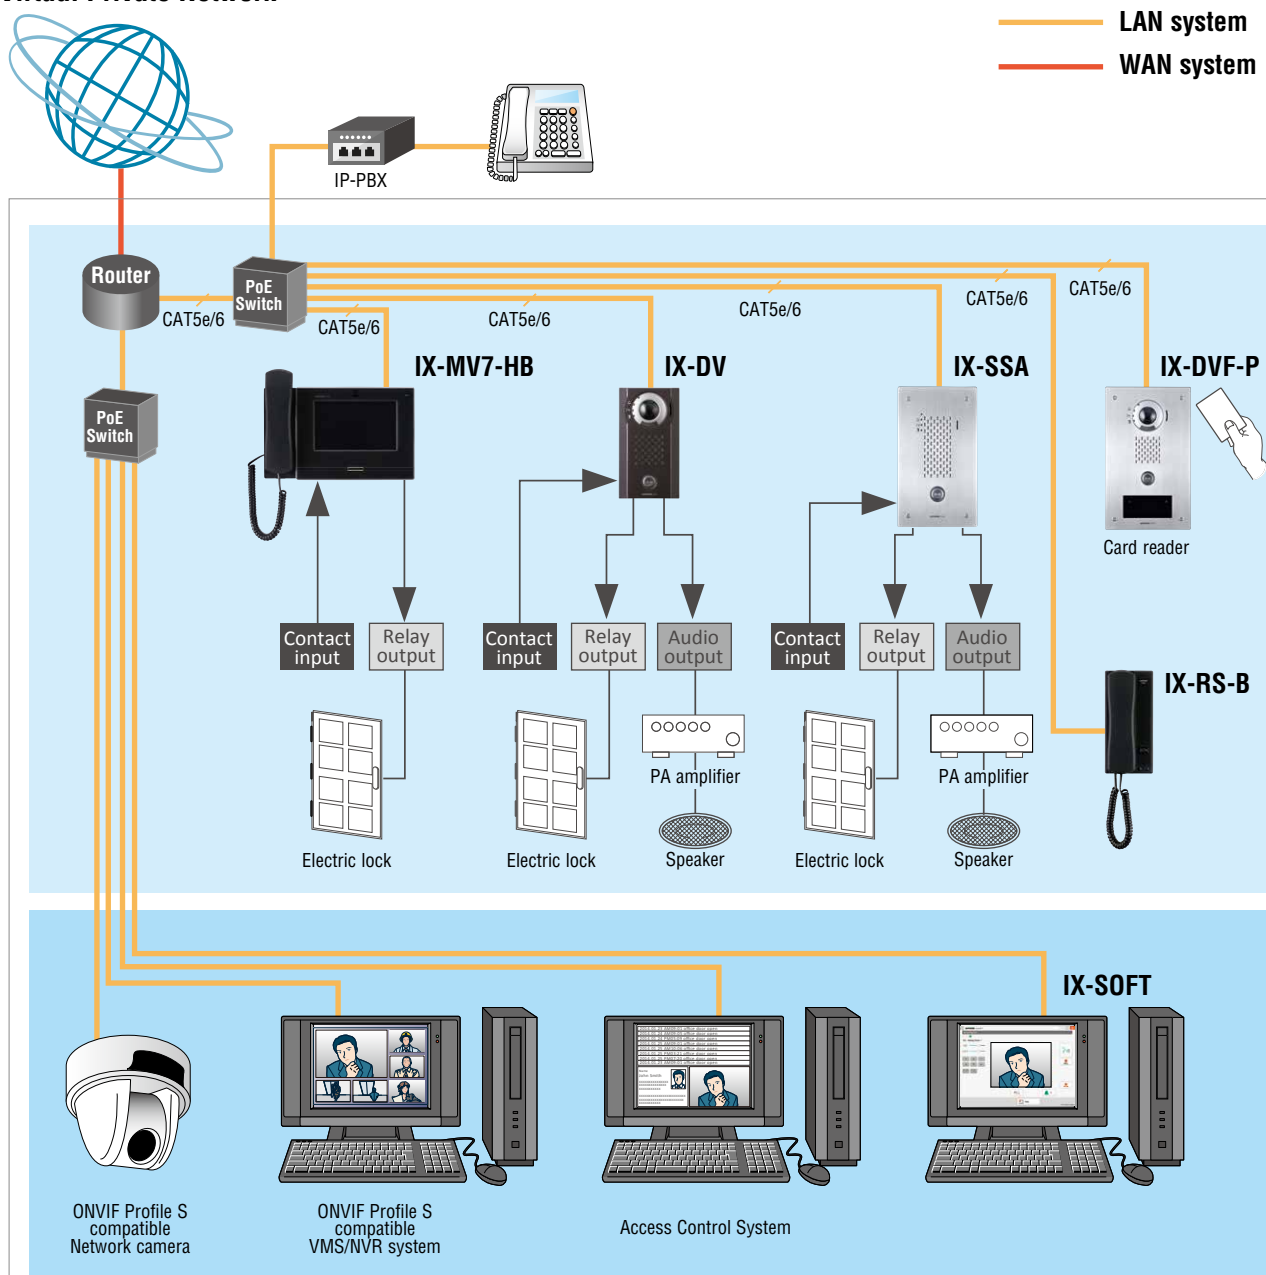 Virtual Private Network
LAN system
WAN system
IP-PBX
Router
PoE
Switch
CAT5e/6
CAT5e/6
CAT5e/6
CAT5e/6
CAT5e/6
CAT5e/6
IX-MV7-HB
IX-DV
IX-SSA
IX-DVF-P
PoE
Switch
Card reader
Contact
input
Relay
output
Contact
input
Relay
output
Audio
output
Contact
input
Relay
output
Audio
output
IX-RS-B
PA amplifier
PA amplifier
Electric lock
Electric lock
Speaker
Electric lock
Speaker
IX-SOFT
ONVIF Profile S
compatible
Network camera
ONVIF Profile S
compatible
VMS/NVR system
Access Control System